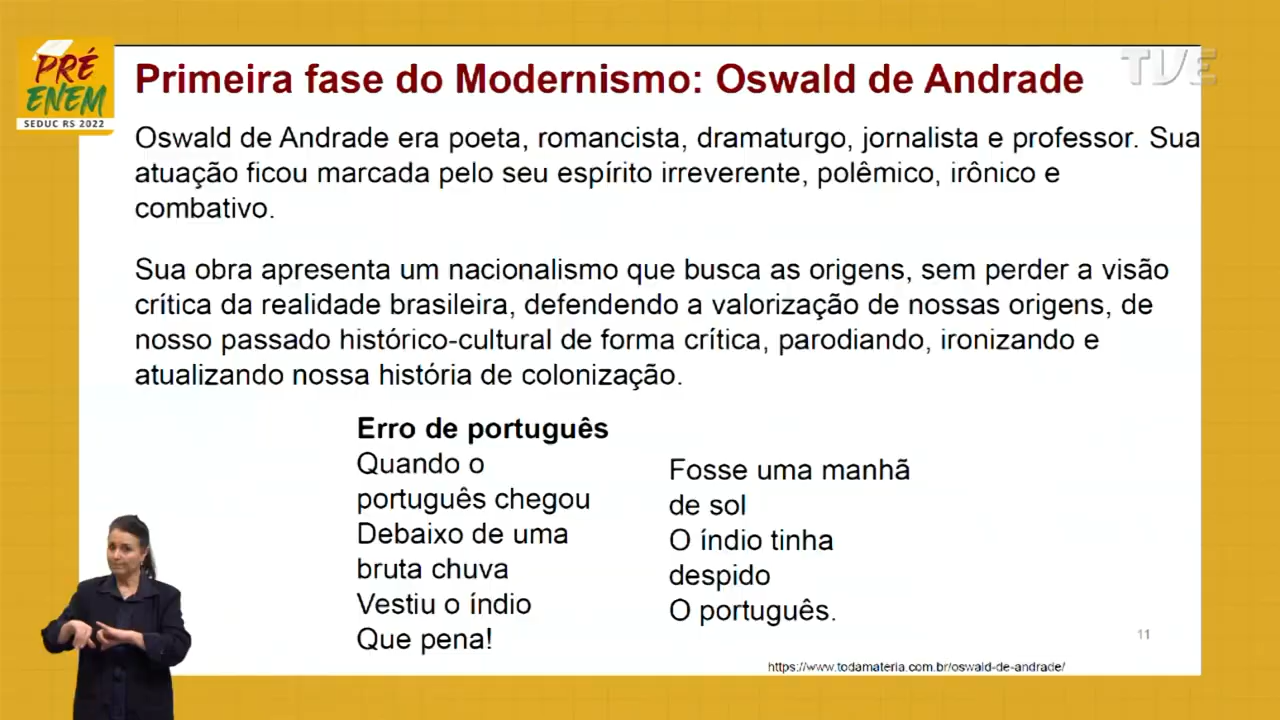 PRÉ
ENEM
SEDUC RS 2022
TVE
Primeira fase do Modernismo: Oswald de Andrade
Oswald de Andrade era poeta, romancista, dramaturgo, jornalista e professor. Sua
atuação ficou marcada pelo seu espírito irreverente, polêmico, irônico e
combativo.
Sua obra apresenta um nacionalismo que busca as origens, sem perder a visão
crítica da realidade brasileira, defendendo a valorização de nossas origens, de
nosso passado histórico-cultural de forma crítica, parodiando, ironizando e
atualizando nossa história de colonização.
Erro de português
Quando o
português chegou
Debaixo de uma
bruta chuva
Vestiu o índio
Que pena!
Fosse uma manhã
de sol
O índio tinha
despido
O português.
11
https://www.todamateria.com.br/oswald-de-andrade/